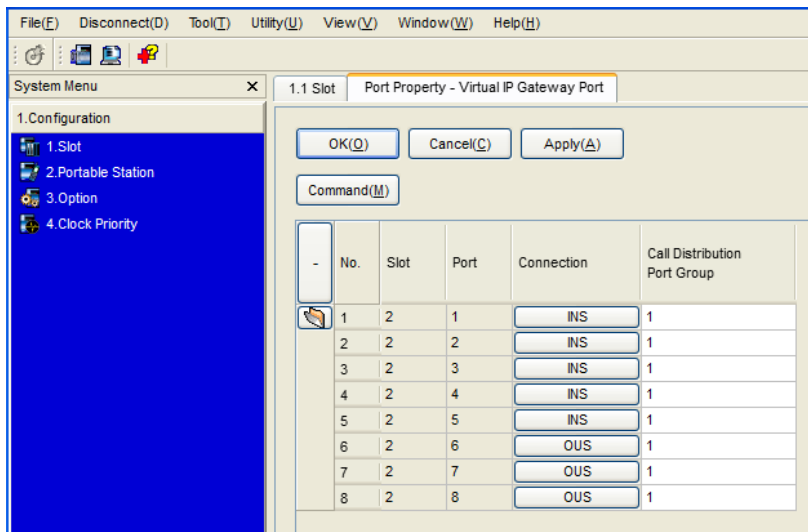 File(F) Disconnect(D) Tool(T) Utility(U) View(V) Window(W) Help(H)
System Menu x
1.Configuration
1.Slot
2.Portable Station
3.Option
4.Clock Priority
1.1 Slot Port Property - Virtual IP Gateway Port
OK(O) Cancel(C) Apply(A)
Command(M)
- No. Slot Port Connection Call Distribution
Port Group
1 2 1 INS 1
2 2 2 INS 1
3 2 3 INS 1
4 2 4 INS 1
5 2 5 INS 1
6 2 6 OUS 1
7 2 7 OUS 1
8 2 8 OUS 1